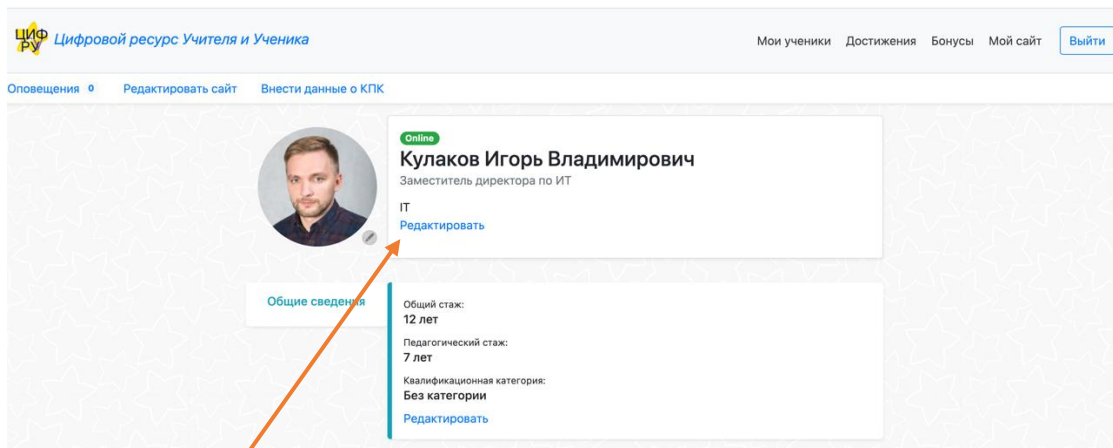 ЦИФ
РУ
Цифровой ресурс Учителя и Ученика
Мои ученики Достижения Бонусы Мой сайт Выйти
Оповещения 0 Редактировать сайт Внести данные о КПК
Online
Кулаков Игорь Владимирович
Заместитель директора по ИТ
IT
Редактировать
Общие сведения
Общий стаж:
12 лет
Педагогический стаж:
7 лет
Квалификационная категория:
Без категории
Редактировать